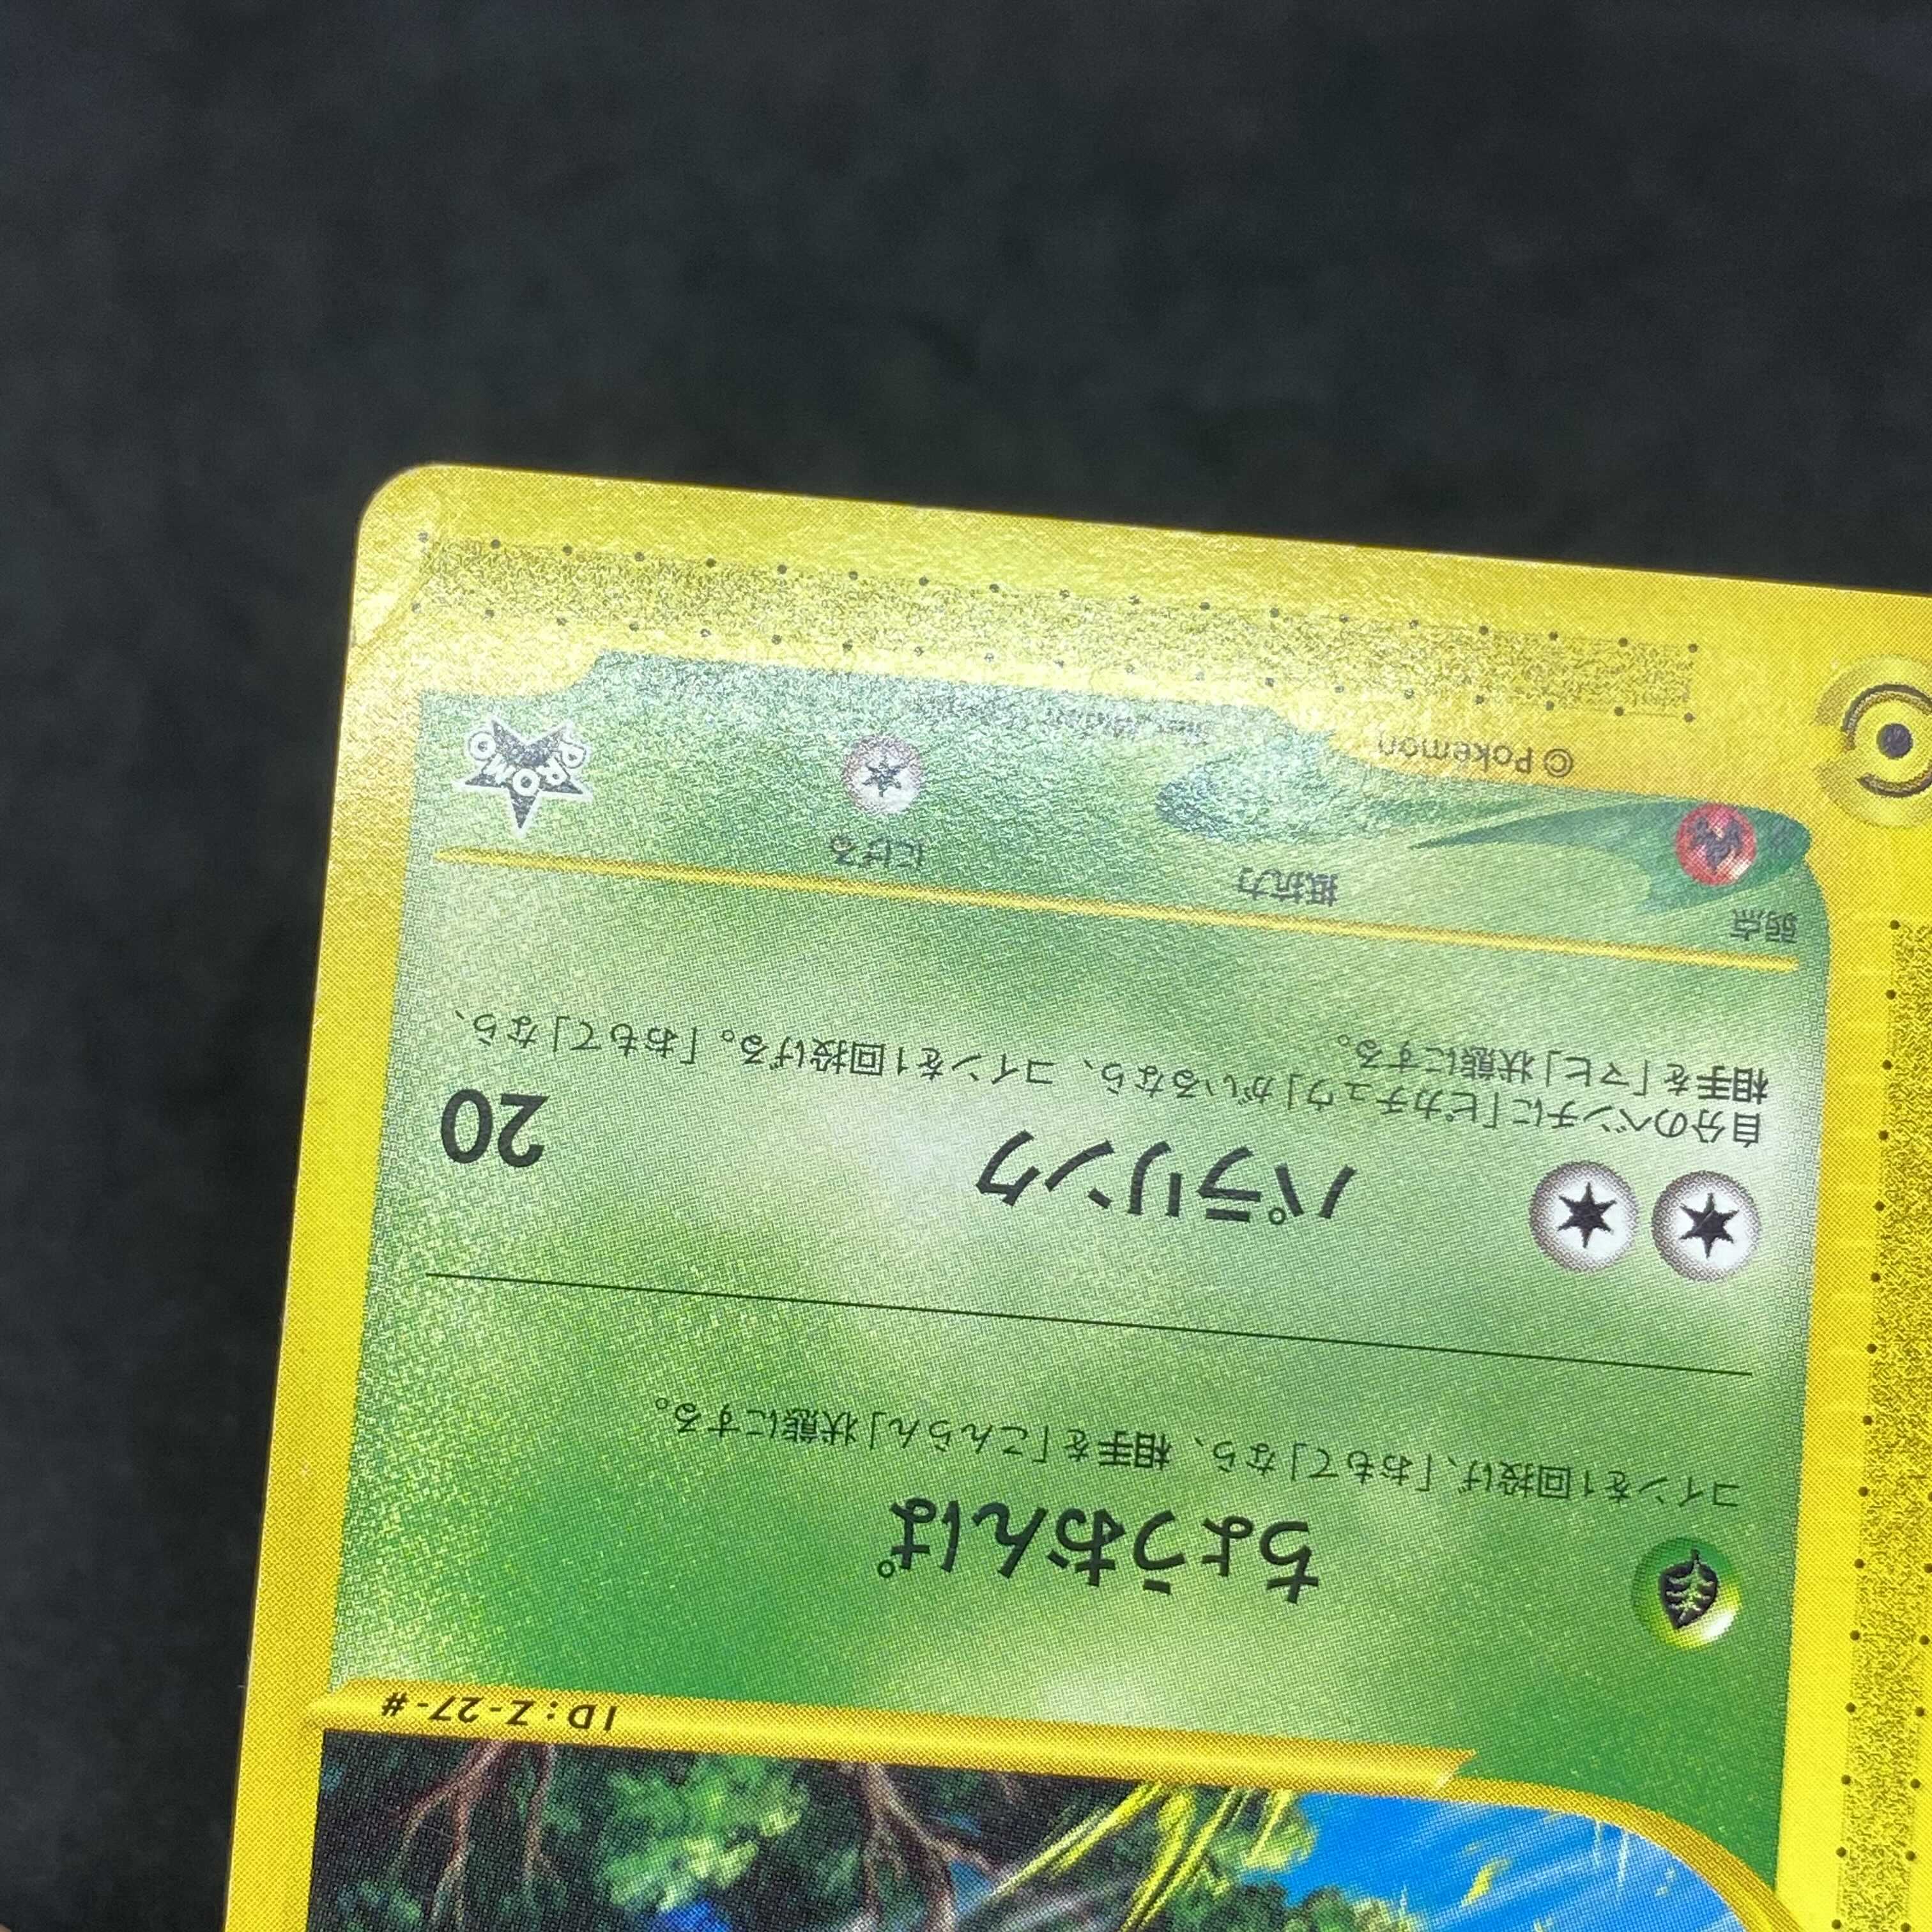 ID:Z-27-#
ちょうおんぱ
コインを1回投げ、「おもて」なら、相手を「こんらん」状態にする。
パラリンク 20
自分のベンチに「ピカチュウ」がいるなら、コインを1回投げる。「おもて」なら、
相手を「マヒ」状態にする。
弱点 抵抗力 にげる
© Pokémon
PROMO